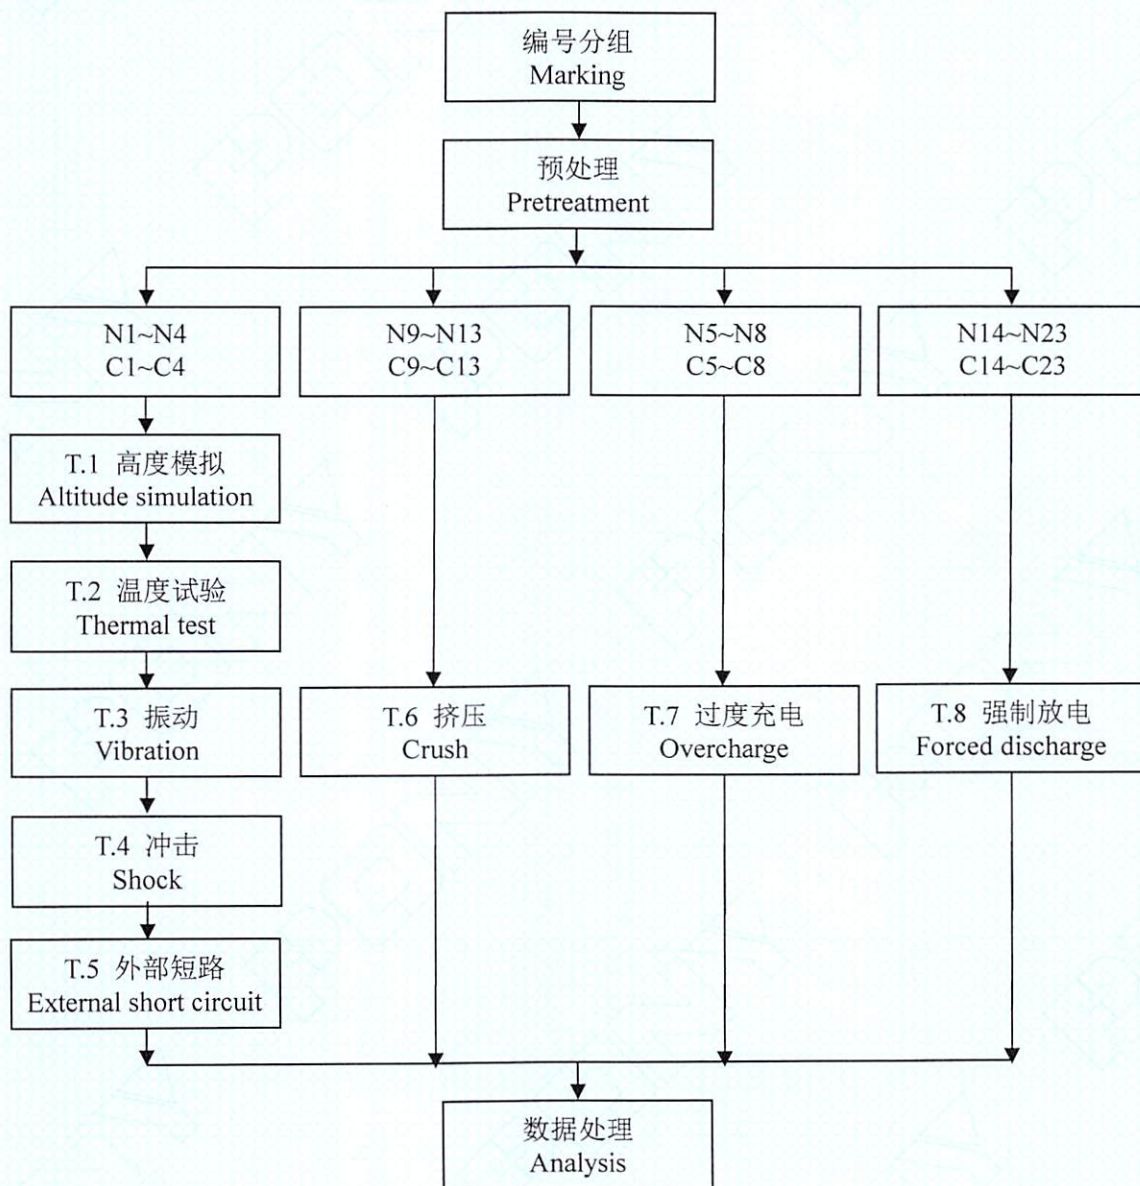 编号分组
Marking
预处理
Pretreatment
N1~N4
C1~C4
N9~N13
C9~C13
N5~N8
C5~C8
N14~N23
C14~C23
T.1 高度模拟
Altitude simulation
T.2 温度试验
Thermal test
T.3 振动
Vibration
T.6 挤压
Crush
T.7 过度充电
Overcharge
T.8 强制放电
Forced discharge
T.4 冲击
Shock
T.5 外部短路
External short circuit
数据处理
Analysis